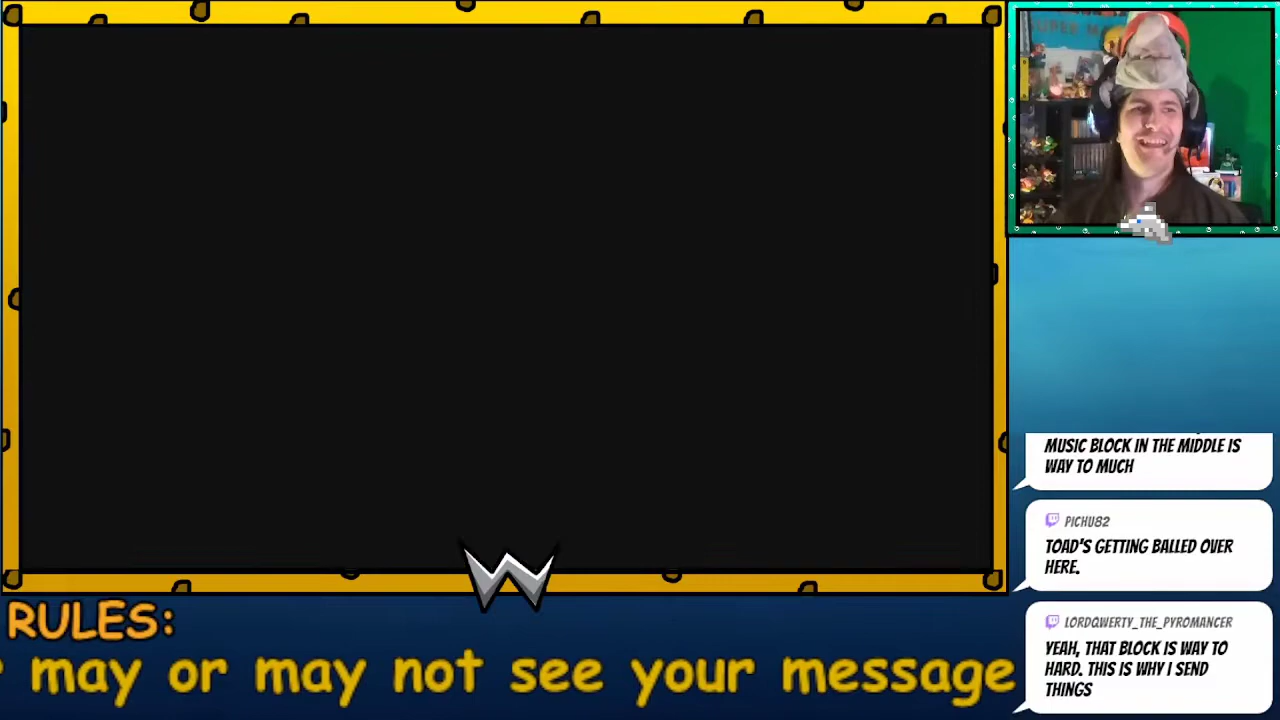 MUSIC BLOCK IN THE MIDDLE IS
WAY TO MUCH
PICHU82
TOAD'S GETTING BALLED OVER
HERE.
LORDQWERTY_THE_PYROMANCER
YEAH, THAT BLOCK IS WAY TO
HARD. THIS IS WHY I SEND
THINGS
RULES:
may or may not see your message